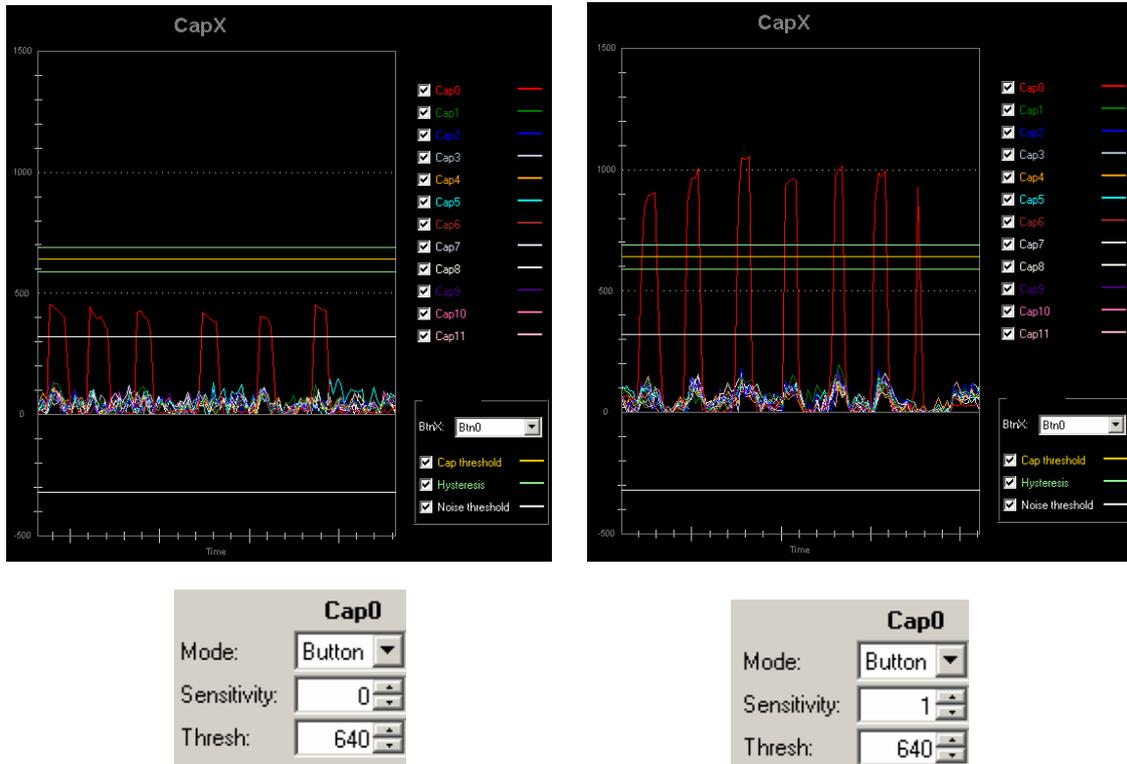 CapX
1500
1000
500
0
-500
Time
Cap0
Cap1
Cap2
Cap3
Cap4
Cap5
Cap6
Cap7
Cap8
Cap9
Cap10
Cap11
BtnX: Btn0
Cap threshold
Hysteresis
Noise threshold
CapX
1500
1000
500
0
-500
Time
Cap0
Cap1
Cap2
Cap3
Cap4
Cap5
Cap6
Cap7
Cap8
Cap9
Cap10
Cap11
BtnX: Btn0
Cap threshold
Hysteresis
Noise threshold
Cap0
Mode: Button
Sensitivity: 0
Thresh: 640
Cap0
Mode: Button
Sensitivity: 1
Thresh: 640